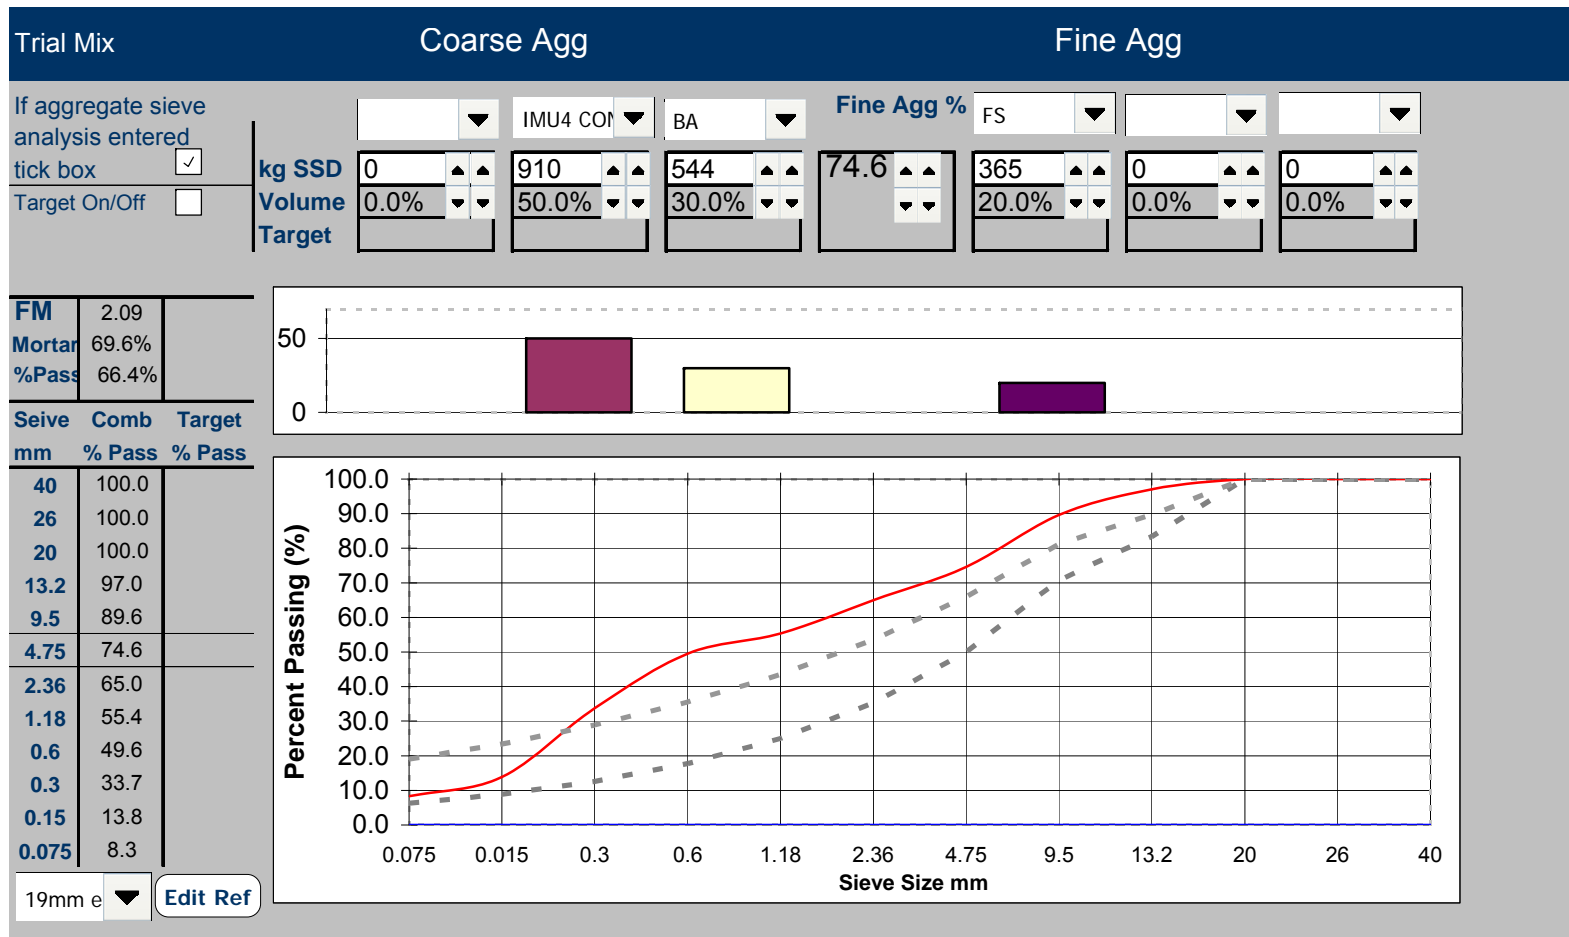 Trial Mix Coarse Agg Fine Agg
If aggregate sieve
analysis entered
tick box
Target On/Off
IMU4 CON BA Fine Agg % FS
kg SSD 0 910 544 74.6 365 0 0
Volume 0.0% 50.0% 30.0% 20.0% 0.0% 0.0%
Target
FM 2.09
Mortar 69.6%
%Pass 66.4%
Seive Comb Target
mm % Pass % Pass
40 100.0
26 100.0
20 100.0
13.2 97.0
9.5 89.6
4.75 74.6
2.36 65.0
1.18 55.4
0.6 49.6
0.3 33.7
0.15 13.8
0.075 8.3
19mm e Edit Ref
50
0
Percent Passing (%)
100.0
90.0
80.0
70.0
60.0
50.0
40.0
30.0
20.0
10.0
0.0
0.075 0.015 0.3 0.6 1.18 2.36 4.75 9.5 13.2 20 26 40
Sieve Size mm